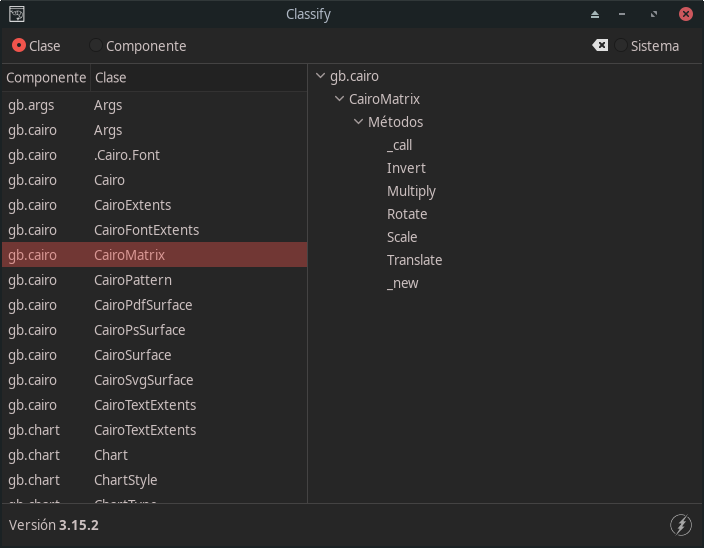 Classify
Clase Componente Sistema
Componente Clase
gb.args Args
gb.cairo Args
gb.cairo .Cairo.Font
gb.cairo Cairo
gb.cairo CairoExtents
gb.cairo CairoFontExtents
gb.cairo CairoMatrix
gb.cairo CairoPattern
gb.cairo CairoPdfSurface
gb.cairo CairoPsSurface
gb.cairo CairoSurface
gb.cairo CairoSvgSurface
gb.cairo CairoTextExtents
gb.chart CairoTextExtents
gb.chart Chart
gb.chart ChartStyle
gb.chart ChartType
gb.cairo
CairoMatrix
Métodos
_call
Invert
Multiply
Rotate
Scale
Translate
_new
Versión 3.15.2